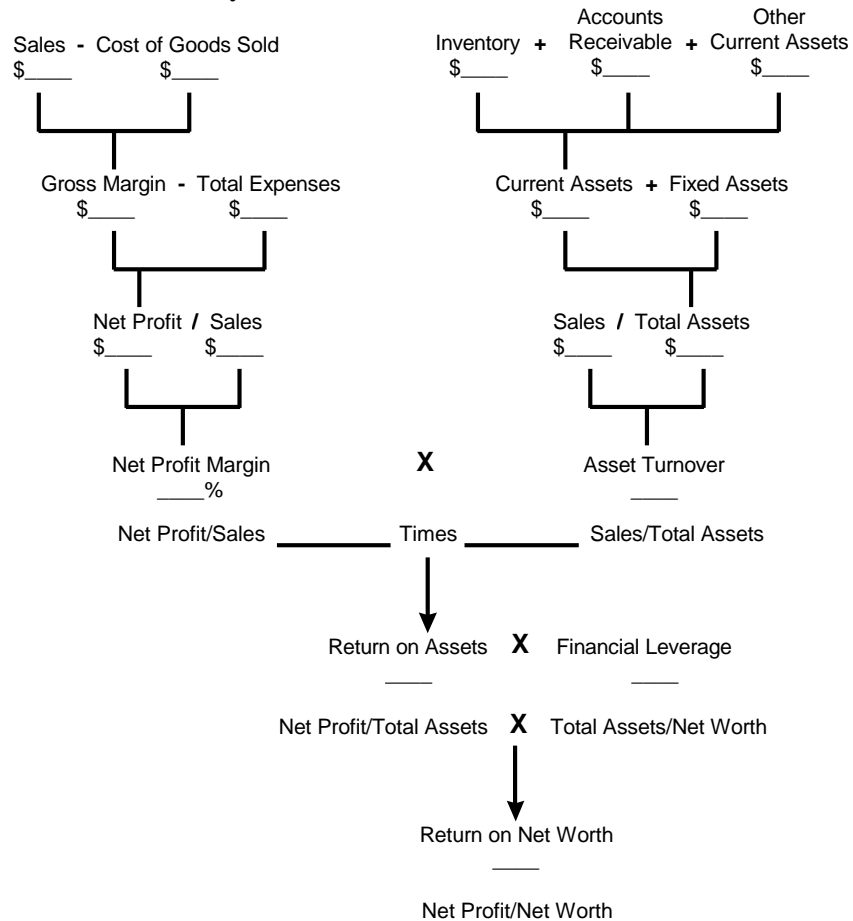 Accounts Other
Sales - Cost of Goods Sold Inventory + Receivable + Current Assets
$____ $____ $____ $____ $____
Gross Margin - Total Expenses Current Assets + Fixed Assets
$____ $____ $____ $____
Net Profit / Sales Sales / Total Assets
$____ $____ $____ $____
Net Profit Margin X Asset Turnover
____% ____
Net Profit/Sales Times Sales/Total Assets
Return on Assets X Financial Leverage
____ ____
Net Profit/Total Assets X Total Assets/Net Worth
Return on Net Worth
____
Net Profit/Net Worth